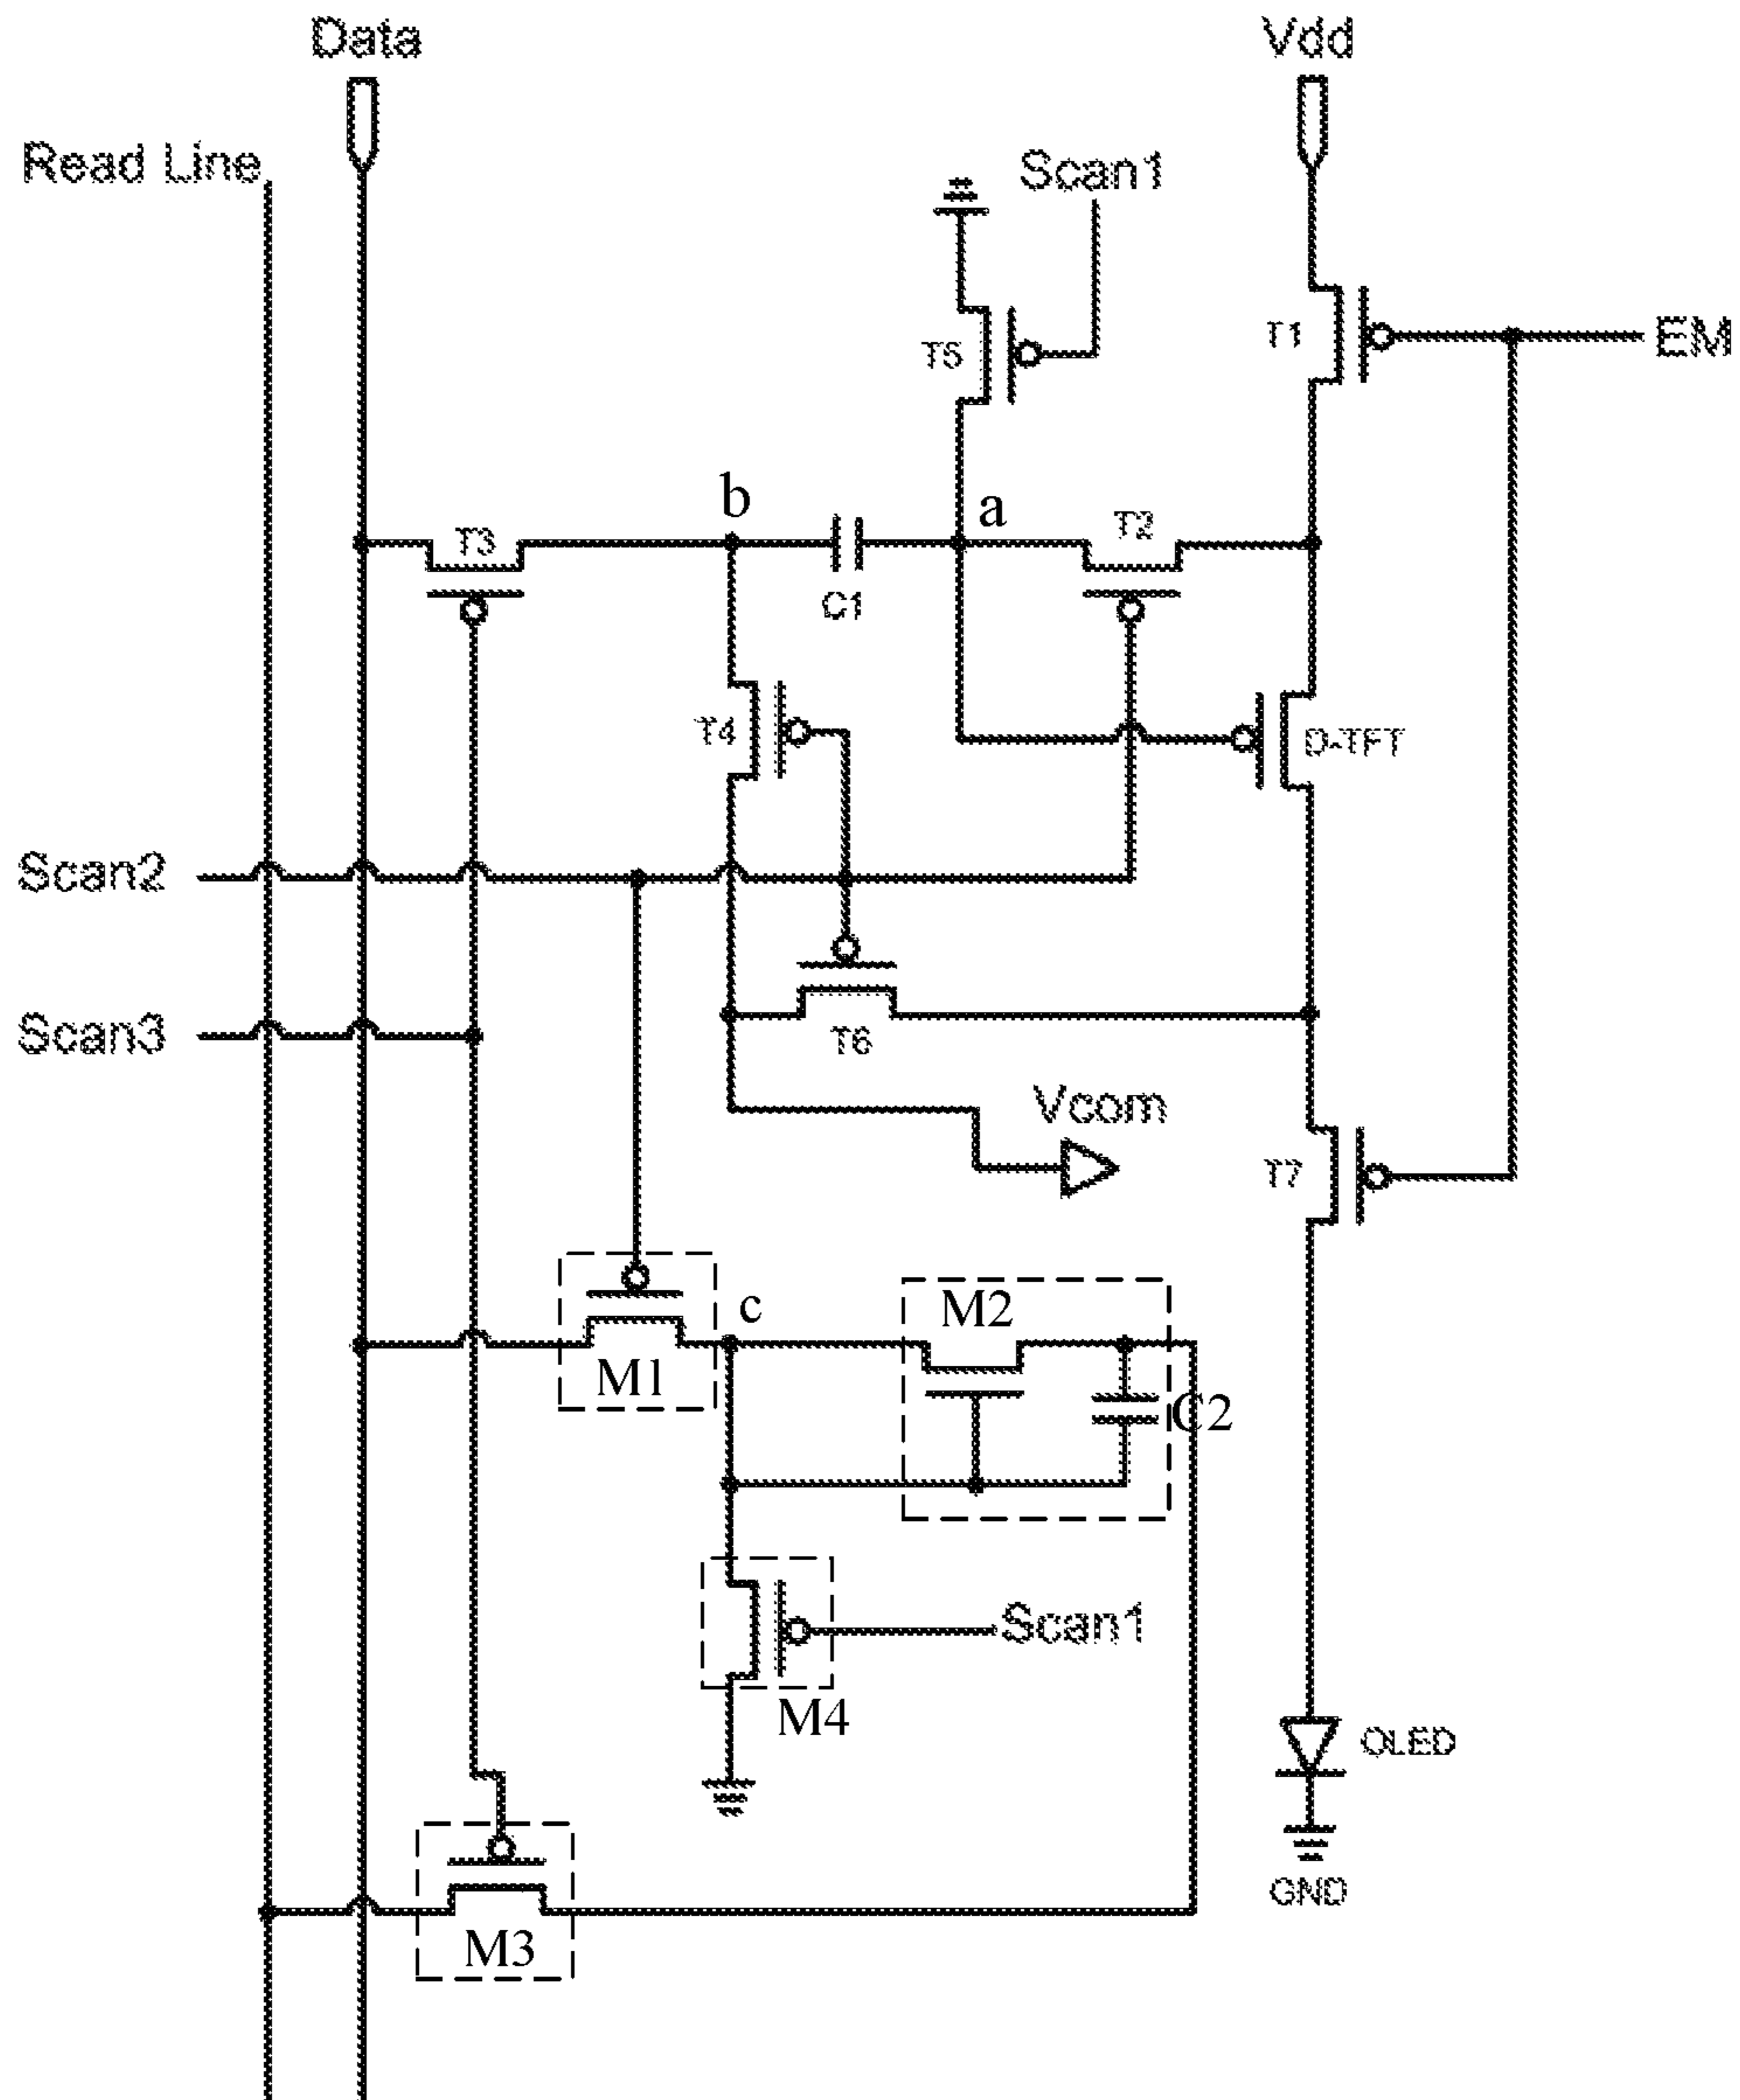 Data
Vdd
Read Line
Scan1
T5
T1
EM
b
a
T3
T2
C1
T4
D-TFT
Scan2
Scan3
T6
Vcom
T7
c
M2
M1
C2
Scan1
M4
OLED
GND
M3